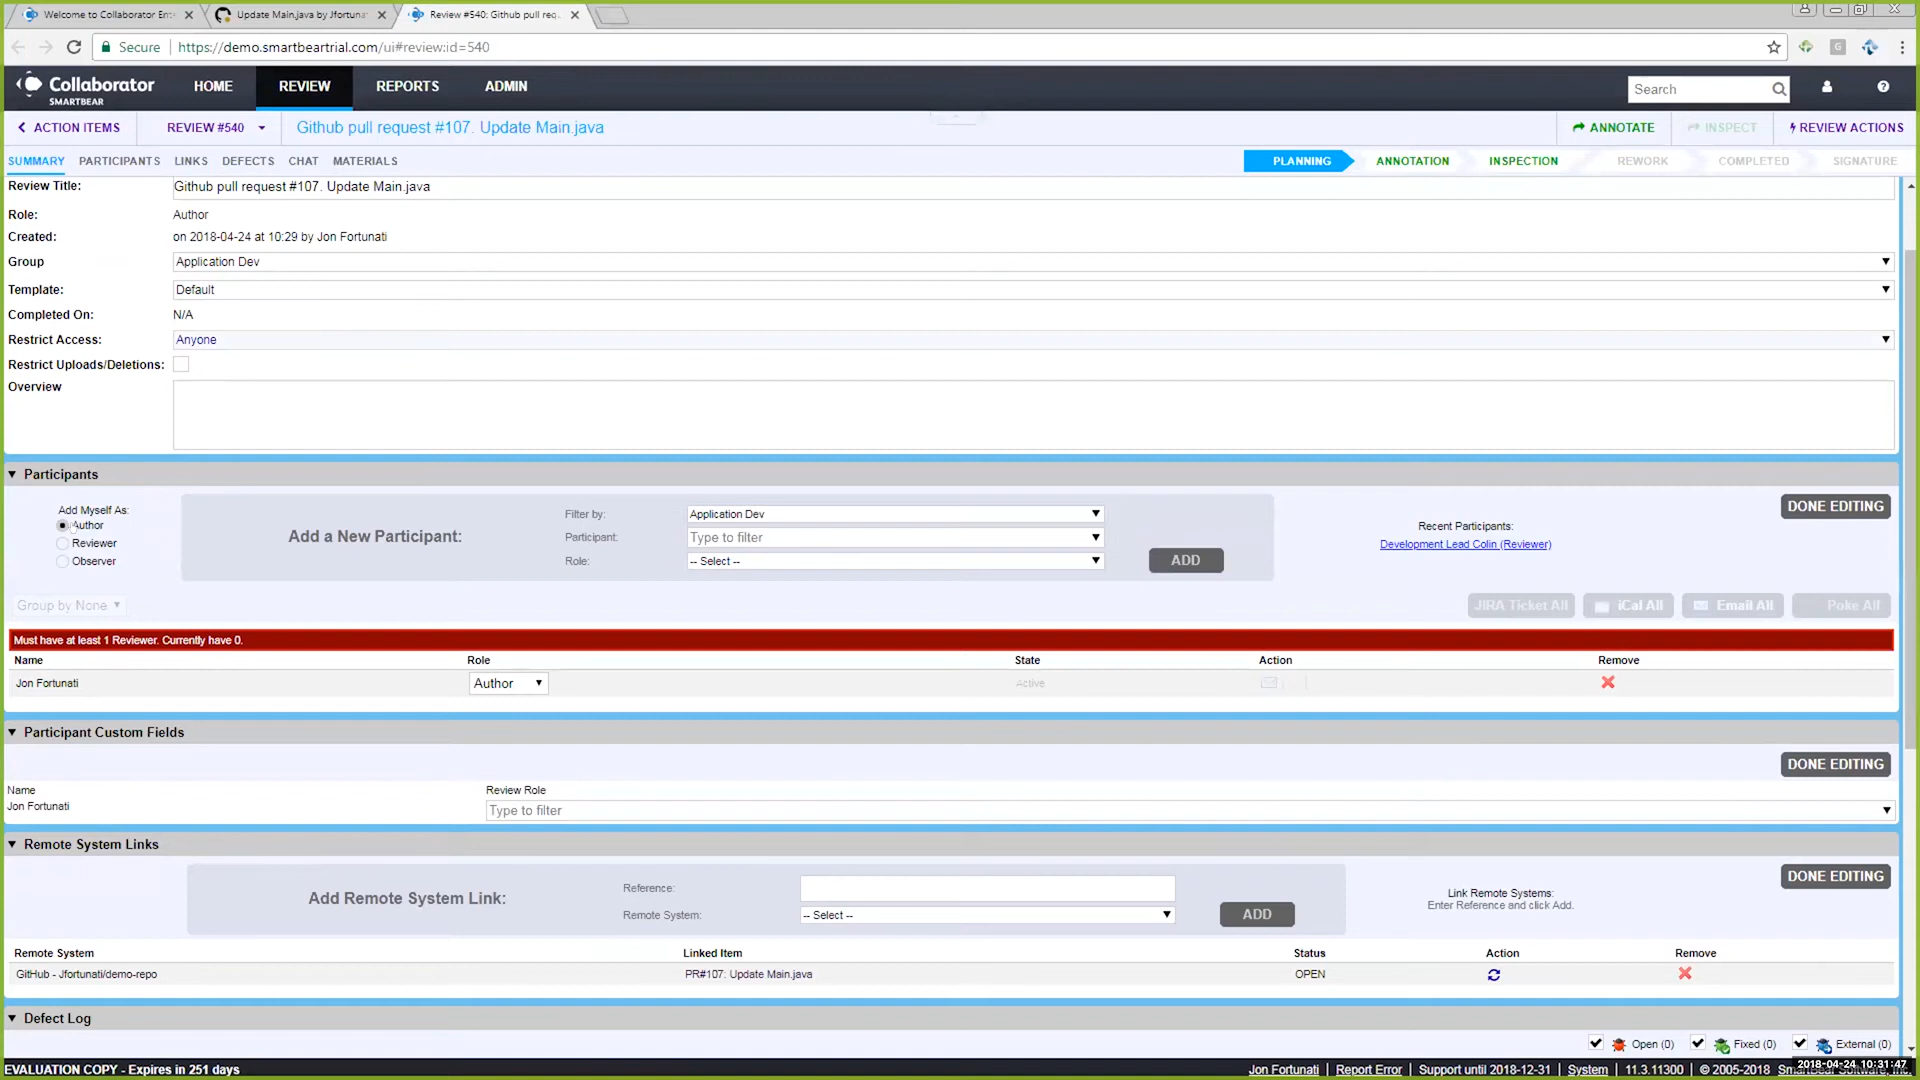 Welcome to Collaborator Ent
Update Main.java by Jfortunat
Review #540: Github pull req
Secure
https://demo.smartbeartrial.com/ui#review:id=540
Collaborator
SMARTBEAR
HOME
REVIEW
REPORTS
ADMIN
Search
ACTION ITEMS
REVIEW #540
Github pull request #107. Update Main.java
ANNOTATE
INSPECT
REVIEW ACTIONS
SUMMARY
PARTICIPANTS
LINKS
DEFECTS
CHAT
MATERIALS
PLANNING
ANNOTATION
INSPECTION
REWORK
COMPLETED
SIGNATURE
Review Title:
Github pull request #107. Update Main.java
Role:
Author
Created:
on 2018-04-24 at 10:29 by Jon Fortunati
Group
Application Dev
Template:
Default
Completed On:
N/A
Restrict Access:
Anyone
Restrict Uploads/Deletions:
Overview
Participants
Add Myself As:
Author
Reviewer
Observer
Add a New Participant:
Filter by:
Application Dev
Participant:
Type to filter
Role:
-- Select --
ADD
Recent Participants:
Development Lead Colin (Reviewer)
DONE EDITING
Group by None
JIRA Ticket All
iCal All
Email All
Poke All
Must have at least 1 Reviewer. Currently have 0.
Name
Role
State
Action
Remove
Jon Fortunati
Author
Active
Participant Custom Fields
DONE EDITING
Name
Review Role
Jon Fortunati
Type to filter
Remote System Links
Add Remote System Link:
Reference:
Remote System:
-- Select --
ADD
Link Remote Systems:
Enter Reference and click Add.
DONE EDITING
Remote System
Linked Item
Status
Action
Remove
GitHub - Jfortunati/demo-repo
PR#107: Update Main.java
OPEN
Defect Log
Open (0)
Fixed (0)
External (0)
EVALUATION COPY - Expires in 251 days
Jon Fortunati
Report Error
Support until 2018-12-31
System
11.3.11300
© 2005-2018
SmartBear Software, Inc.
2018-04-24 10:31:47